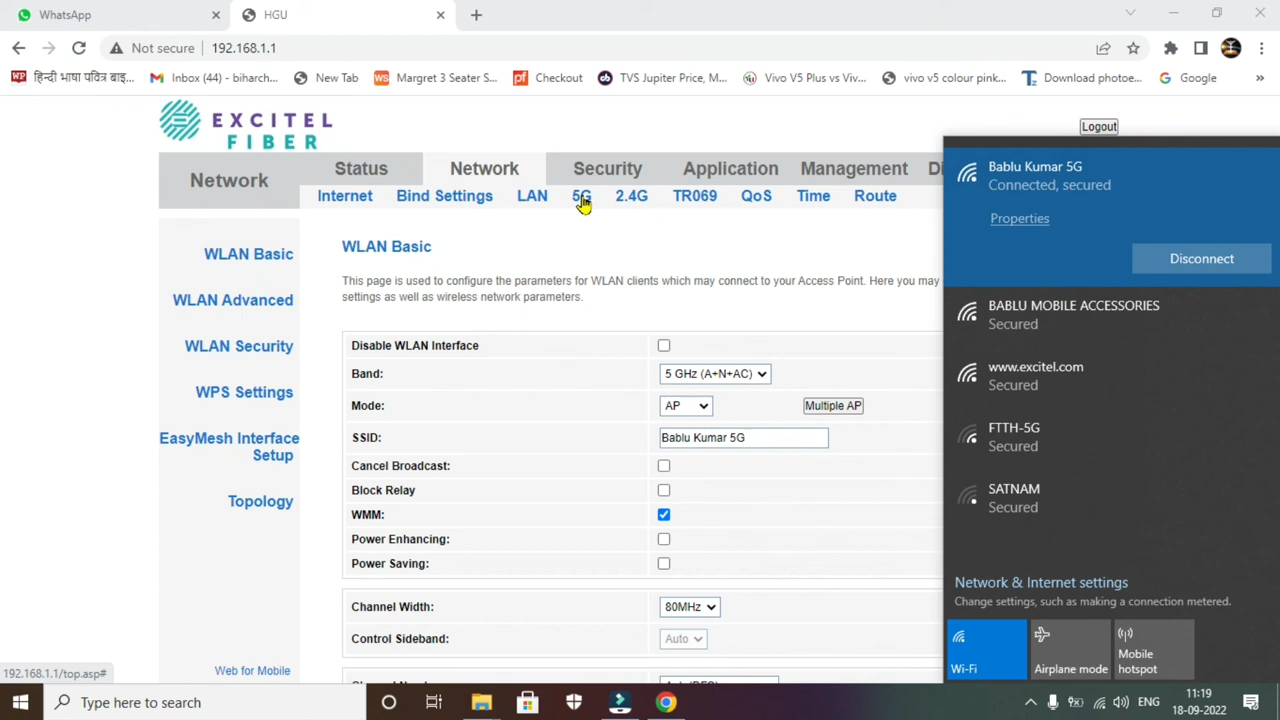 WhatsApp
HGU
Not secure
192.168.1.1
हिन्दी भाषा पवित्र बाइ...
Inbox (44) - biharch...
New Tab
Margret 3 Seater S...
Checkout
TVS Jupiter Price, M...
Vivo V5 Plus vs Viv...
vivo v5 colour pink...
Download photoe...
Google
»
EXCITEL
FIBER
Logout
Network
Status
Network
Security
Application
Management
Di
Internet
Bind Settings
LAN
5G
2.4G
TR069
QoS
Time
Route
WLAN Basic
WLAN Advanced
WLAN Security
WPS Settings
EasyMesh Interface
Setup
Topology
Web for Mobile
WLAN Basic
This page is used to configure the parameters for WLAN clients which may connect to your Access Point. Here you may
settings as well as wireless network parameters.
Disable WLAN Interface
Band: 5 GHz (A+N+AC)
Mode: AP Multiple AP
SSID: Bablu Kumar 5G
Cancel Broadcast:
Block Relay
WMM:
Power Enhancing:
Power Saving:
Channel Width: 80MHz
Control Sideband: Auto
Bablu Kumar 5G
Connected, secured
Properties
Disconnect
BABLU MOBILE ACCESSORIES
Secured
www.excitel.com
Secured
FTTH-5G
Secured
SATNAM
Secured
Network & Internet settings
Change settings, such as making a connection metered.
Wi-Fi
Airplane mode
Mobile
hotspot
192.168.1.1/top.asp#
Type here to search
ENG
11:19
18-09-2022